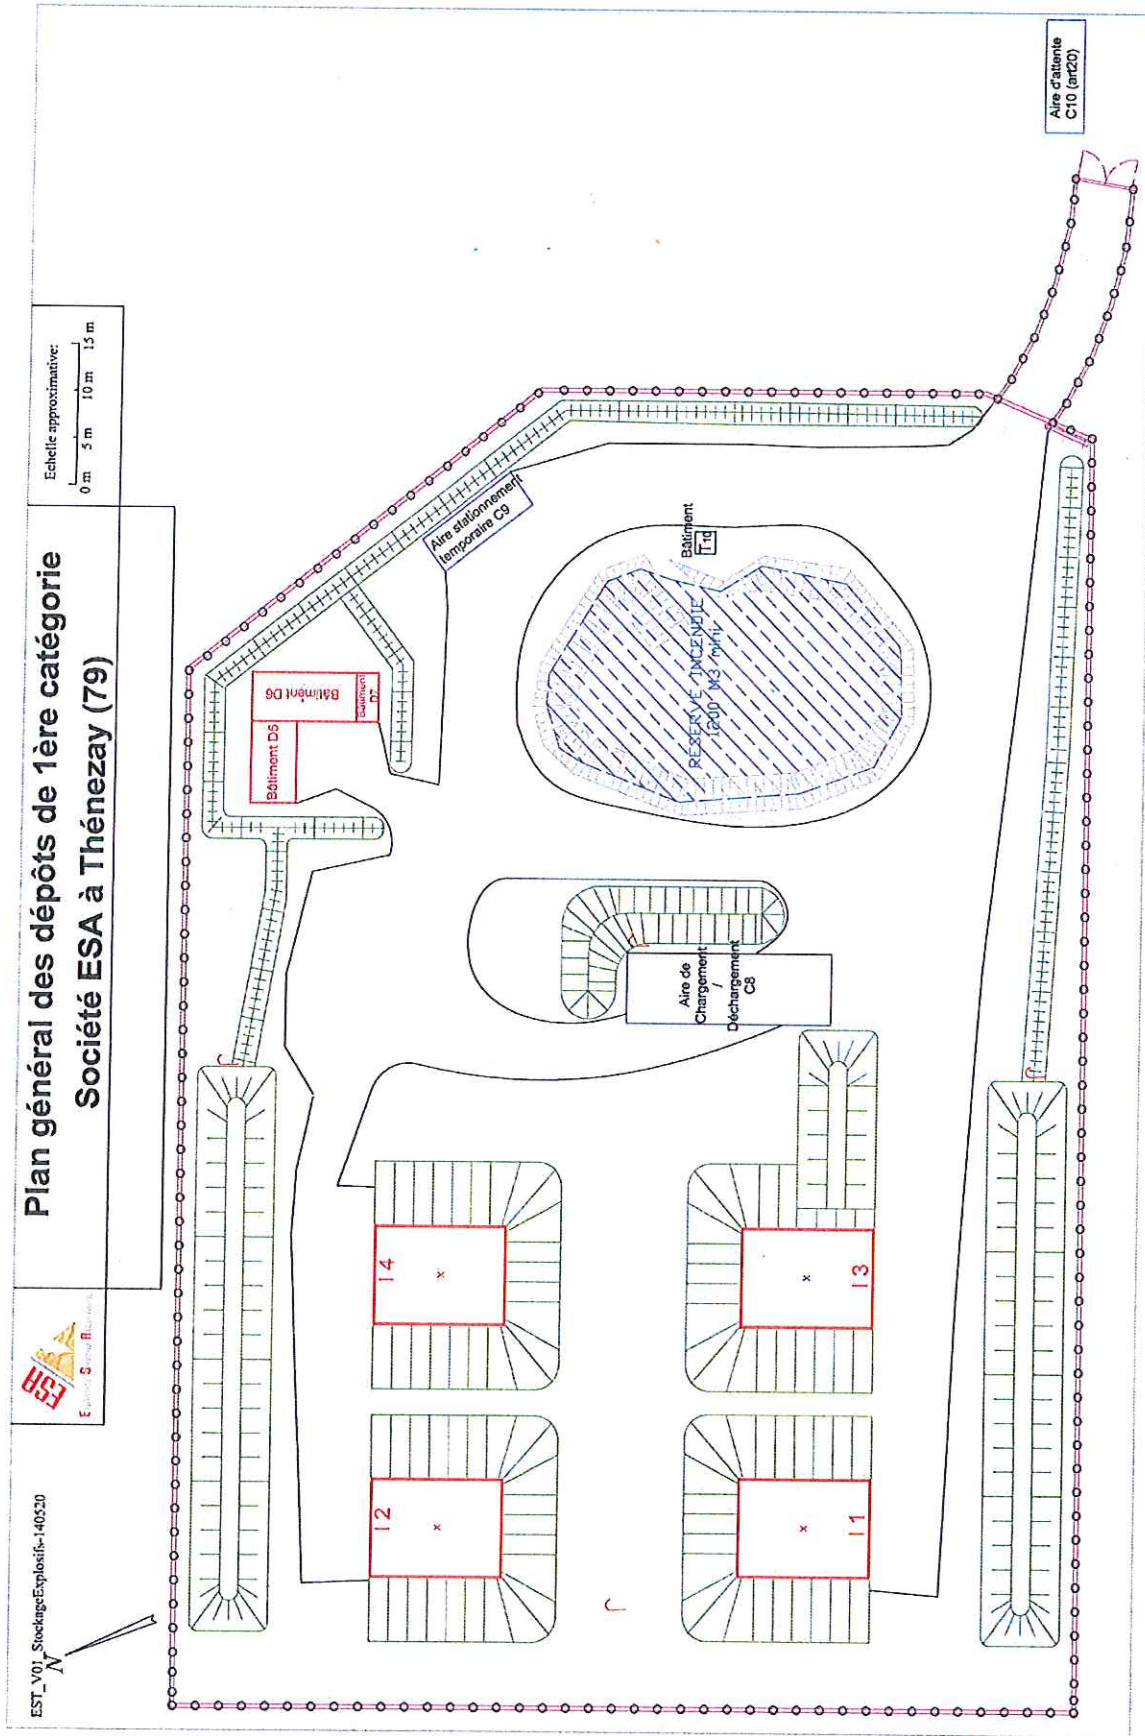 EST_V01_StockageExplosifs-140520
N
ESA
Plan général des dépôts de 1ère catégorie
Société ESA à Thénezay (79)
Echelle approximative:
0 m 5 m 10 m 15 m
Bâtiment D5
Bâtiment D6
Bâtiment
D7
Aire stationnement
temporaire C9
Aire d'attente
C10 (art20)
Bâtiment
T10
RESERVE INCENDIE
1200 M3 mini
Aire de
Chargement
/
Déchargement
C8
I4
I2
I3
I1